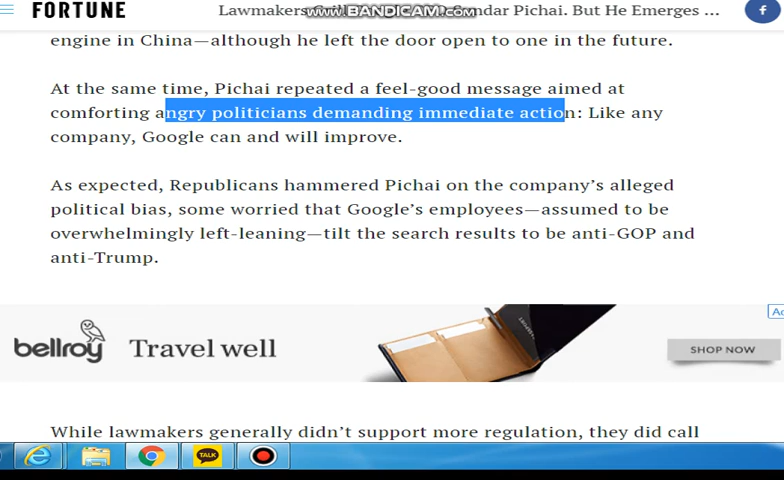 FORTUNE
www.BANDICAM.com
Lawmakers Sundar Pichai. But He Emerges ...
engine in China—although he left the door open to one in the future.
At the same time, Pichai repeated a feel-good message aimed at
comforting angry politicians demanding immediate action: Like any
company, Google can and will improve.
As expected, Republicans hammered Pichai on the company's alleged
political bias, some worried that Google's employees—assumed to be
overwhelmingly left-leaning—tilt the search results to be anti-GOP and
anti-Trump.
Ad
bellroy Travel well
SHOP NOW
While lawmakers generally didn't support more regulation, they did call
TALK